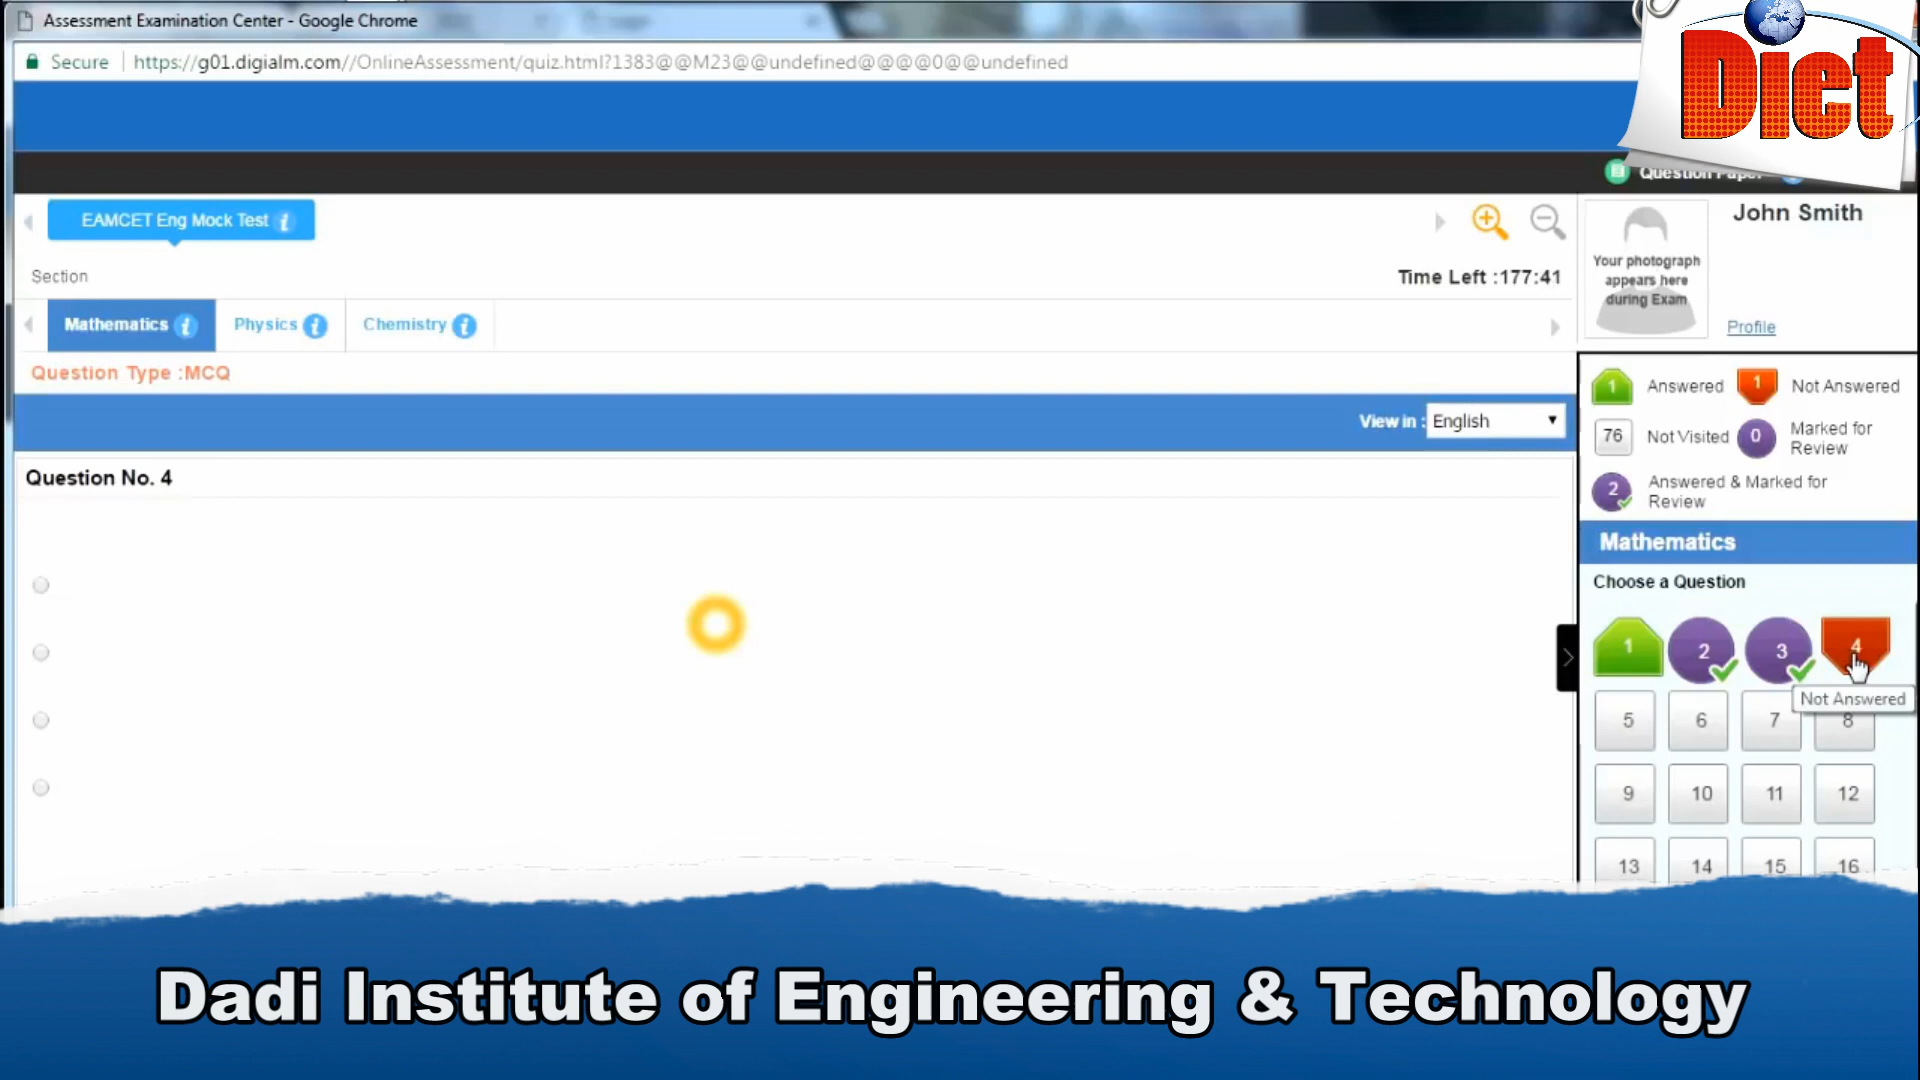 Assessment Examination Center - Google Chrome
Secure | https://g01.digialm.com//OnlineAssessment/quiz.html?1383@@M23@@undefined@@@@0@@undefined
Diet
Question Paper
EAMCET Eng Mock Test i
John Smith
Your photograph
appears here
during Exam
Profile
Section
Time Left :177:41
Mathematics i
Physics i
Chemistry i
Question Type :MCQ
View in : English
1 Answered
1 Not Answered
76 Not Visited
0 Marked for
Review
2 Answered & Marked for
Review
Question No. 4
Mathematics
Choose a Question
1 2 3 4
Not Answered
5 6 7 8
9 10 11 12
13 14 15 16
Dadi Institute of Engineering & Technology